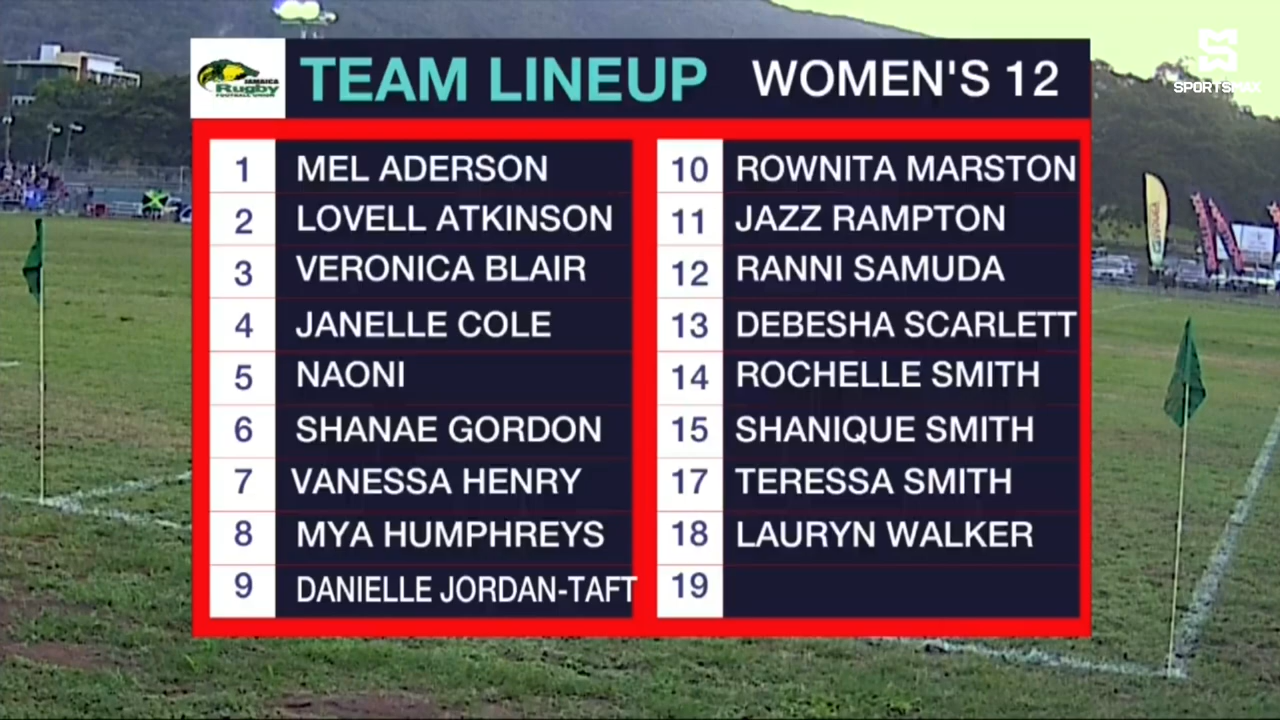 JAMAICA
Rugby
FOOTBALL UNION
TEAM LINEUP
WOMEN'S 12
SPORTSMAX
1 MEL ADERSON
2 LOVELL ATKINSON
3 VERONICA BLAIR
4 JANELLE COLE
5 NAONI
6 SHANAE GORDON
7 VANESSA HENRY
8 MYA HUMPHREYS
9 DANIELLE JORDAN-TAFT
10 ROWNITA MARSTON
11 JAZZ RAMPTON
12 RANNI SAMUDA
13 DEBESHA SCARLETT
14 ROCHELLE SMITH
15 SHANIQUE SMITH
17 TERESSA SMITH
18 LAURYN WALKER
19